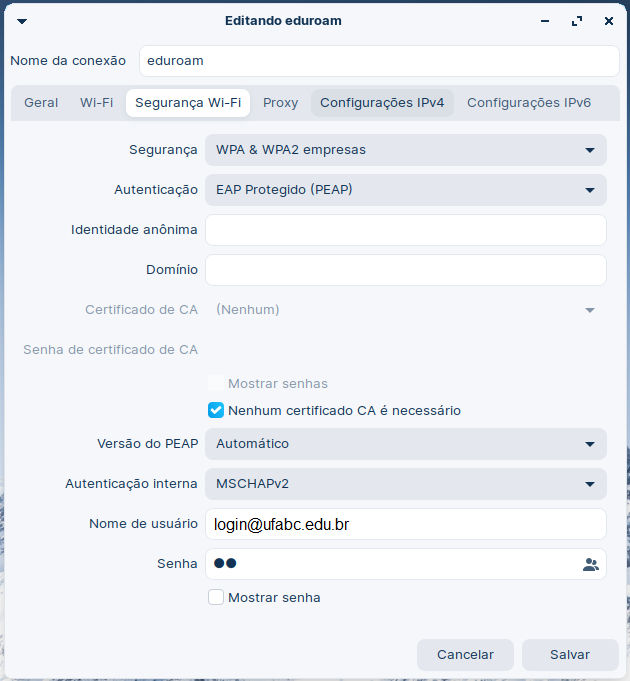 Editando eduroam
Nome da conexão eduroam
Geral Wi-Fi Segurança Wi-Fi Proxy Configurações IPv4 Configurações IPv6
Segurança WPA & WPA2 empresas
Autenticação EAP Protegido (PEAP)
Identidade anônima
Domínio
Certificado de CA (Nenhum)
Senha de certificado de CA
Mostrar senhas
Nenhum certificado CA é necessário
Versão do PEAP Automático
Autenticação interna MSCHAPv2
Nome de usuário login@ufabc.edu.br
Senha ●●
Mostrar senha
Cancelar Salvar